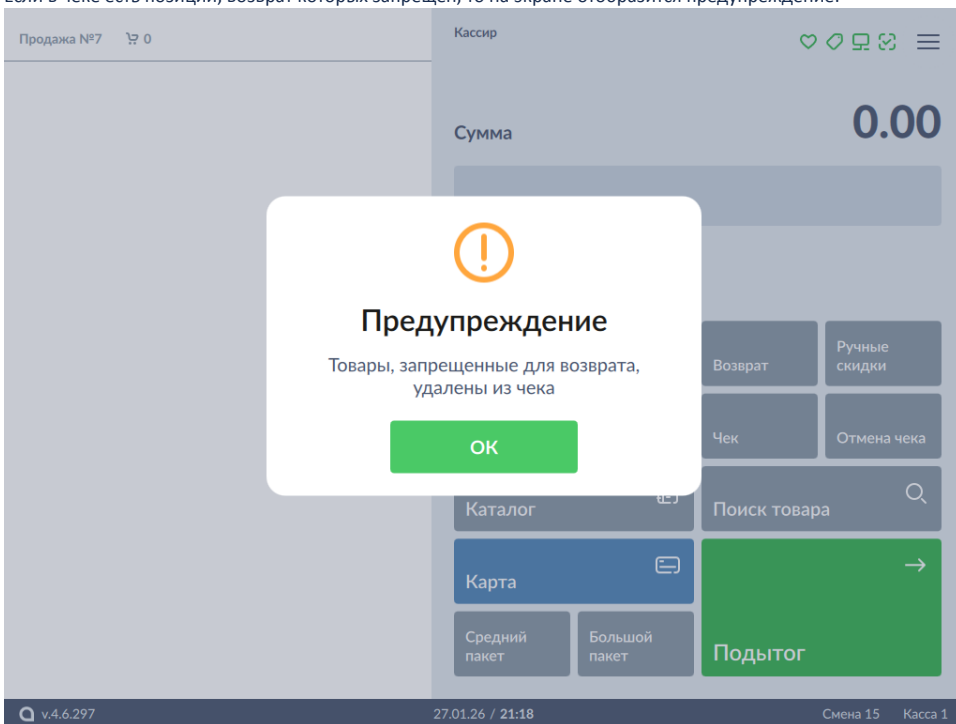 Если в чеке есть позиции, возврат которых запрещен, то на экране отобразится предупреждение:
Продажа №7 0
Кассир
Сумма
0.00
Предупреждение
Товары, запрещенные для возврата,
удалены из чека
ОК
Возврат
Ручные
скидки
Чек
Отмена чека
Каталог
Поиск товара
Карта
Средний
пакет
Большой
пакет
Подытог
v.4.6.297
27.01.26 / 21:18
Смена 15
Касса 1